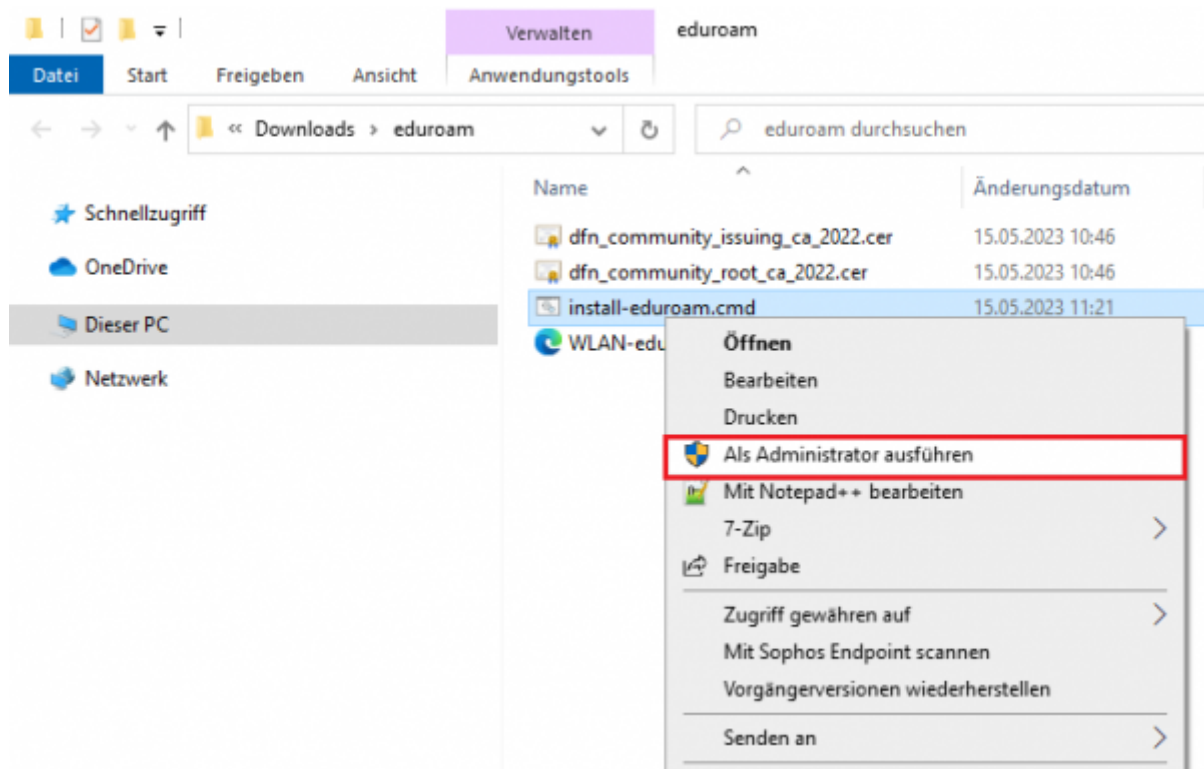 Verwalten
eduroam
Datei
Start
Freigeben
Ansicht
Anwendungstools
« Downloads › eduroam
eduroam durchsuchen
Schnellzugriff
OneDrive
Dieser PC
Netzwerk
Name
Änderungsdatum
dfn_community_issuing_ca_2022.cer
15.05.2023 10:46
dfn_community_root_ca_2022.cer
15.05.2023 10:46
install-eduroam.cmd
15.05.2023 11:21
WLAN-edu
Öffnen
Bearbeiten
Drucken
Als Administrator ausführen
Mit Notepad++ bearbeiten
7-Zip
Freigabe
Zugriff gewähren auf
Mit Sophos Endpoint scannen
Vorgängerversionen wiederherstellen
Senden an